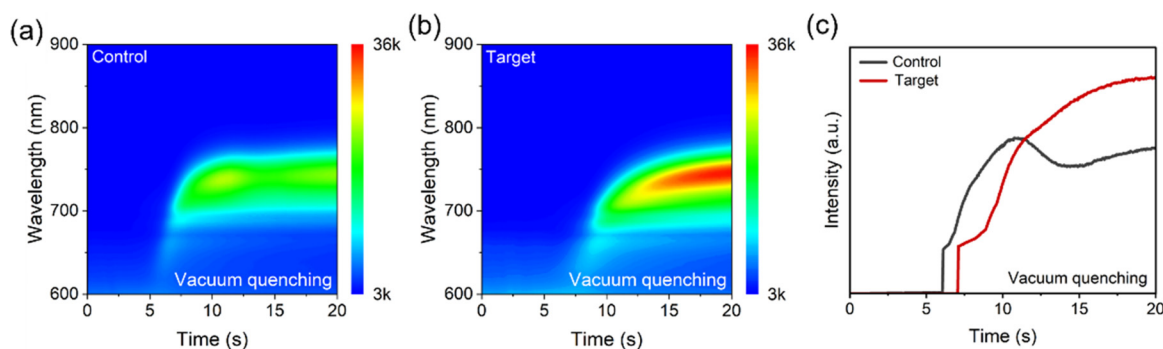 (a)
Control
900
800
700
600
Wavelength (nm)
0 5 10 15 20
Time (s)
Vacuum quenching
36k
3k
(b)
Target
900
800
700
600
Wavelength (nm)
0 5 10 15 20
Time (s)
Vacuum quenching
36k
3k
(c)
Control
Target
Intensity (a.u.)
Vacuum quenching
0 5 10 15 20
Time (s)